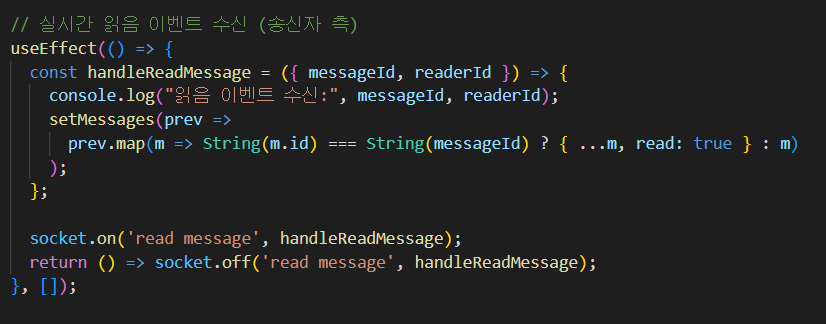 // 실시간 읽음 이벤트 수신 (송신자 측)
useEffect(() => {
  const handleReadMessage = ({ messageId, readerId }) => {
    console.log("읽음 이벤트 수신:", messageId, readerId);
    setMessages(prev =>
      prev.map(m => String(m.id) === String(messageId) ? { ...m, read: true } : m)
    );
  };

  socket.on('read message', handleReadMessage);
  return () => socket.off('read message', handleReadMessage);
}, []);